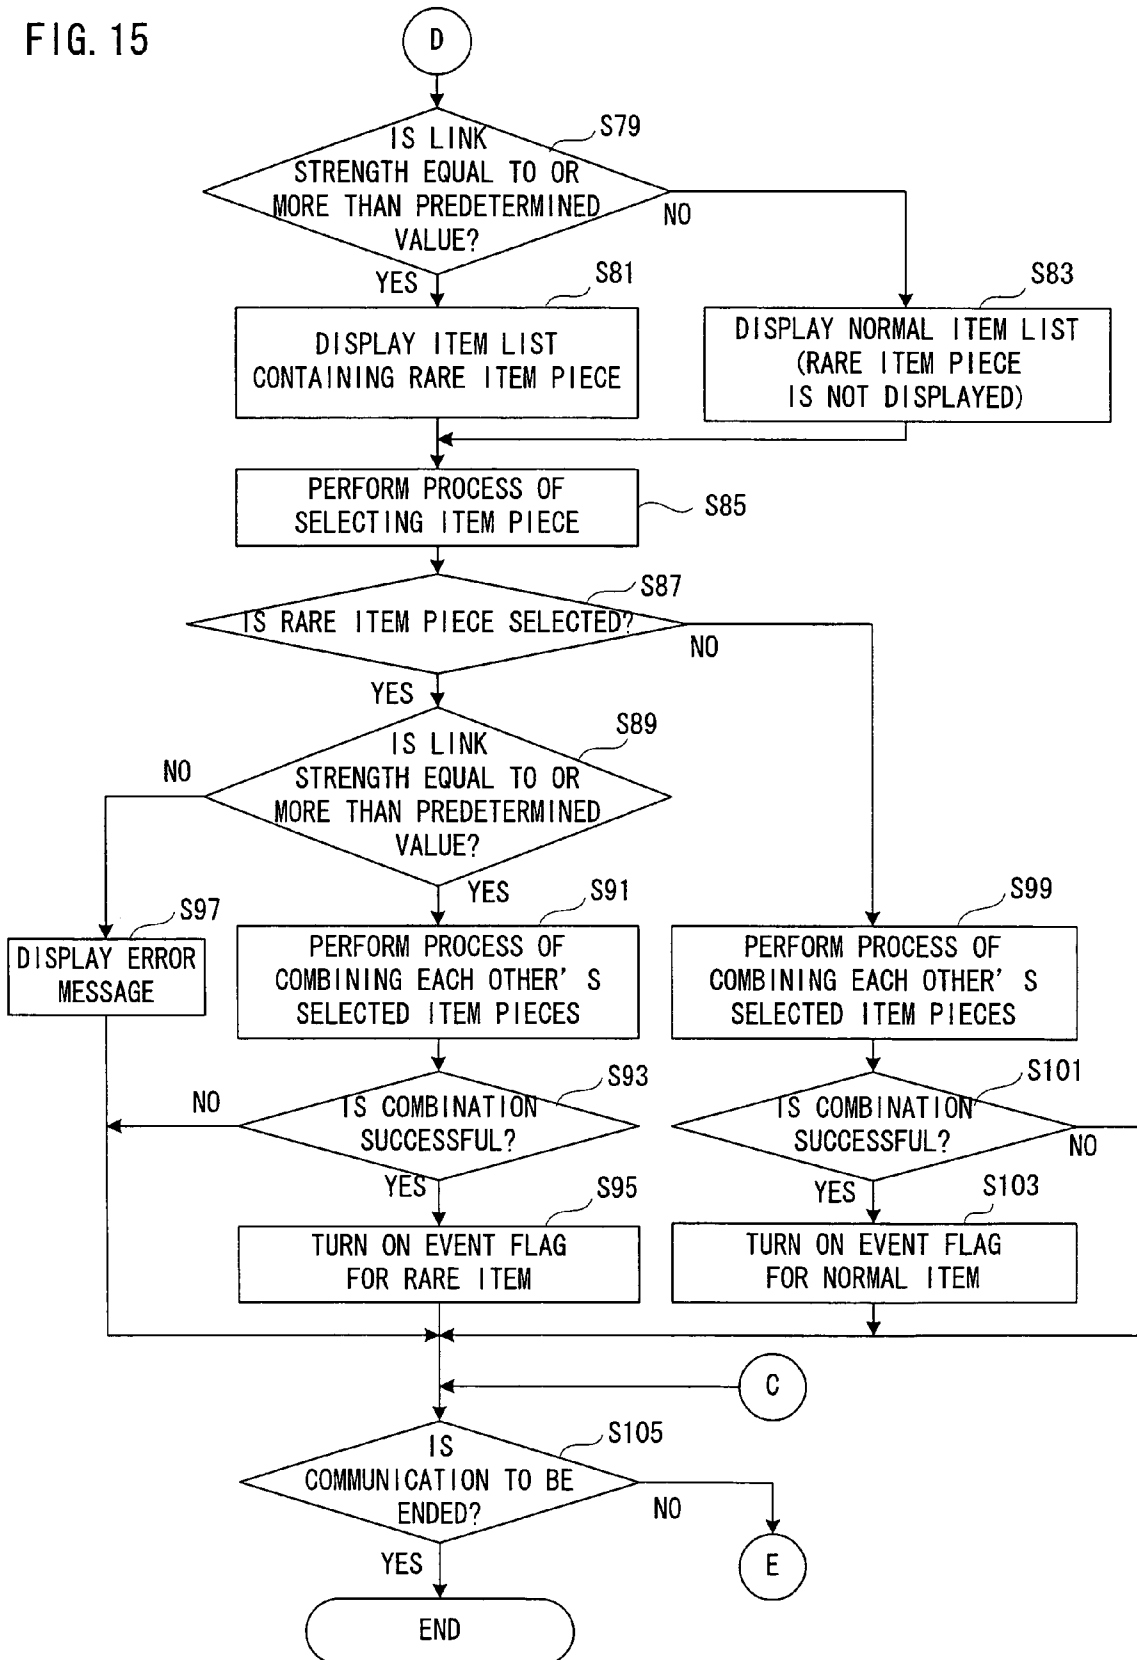 FIG. 15
D
IS LINK
STRENGTH EQUAL TO OR
MORE THAN PREDETERMINED
VALUE?
S79
NO
YES
S81
DISPLAY ITEM LIST
CONTAINING RARE ITEM PIECE
S83
DISPLAY NORMAL ITEM LIST
(RARE ITEM PIECE
IS NOT DISPLAYED)
PERFORM PROCESS OF
SELECTING ITEM PIECE
S85
S87
IS RARE ITEM PIECE SELECTED?
NO
YES
S89
IS LINK
STRENGTH EQUAL TO OR
MORE THAN PREDETERMINED
VALUE?
NO
YES
S97
DISPLAY ERROR
MESSAGE
S91
PERFORM PROCESS OF
COMBINING EACH OTHER' S
SELECTED ITEM PIECES
S99
PERFORM PROCESS OF
COMBINING EACH OTHER' S
SELECTED ITEM PIECES
S93
IS COMBINATION
SUCCESSFUL?
NO
YES
S101
IS COMBINATION
SUCCESSFUL?
NO
YES
S95
TURN ON EVENT FLAG
FOR RARE ITEM
S103
TURN ON EVENT FLAG
FOR NORMAL ITEM
C
S105
IS
COMMUNICATION TO BE
ENDED?
NO
YES
E
END